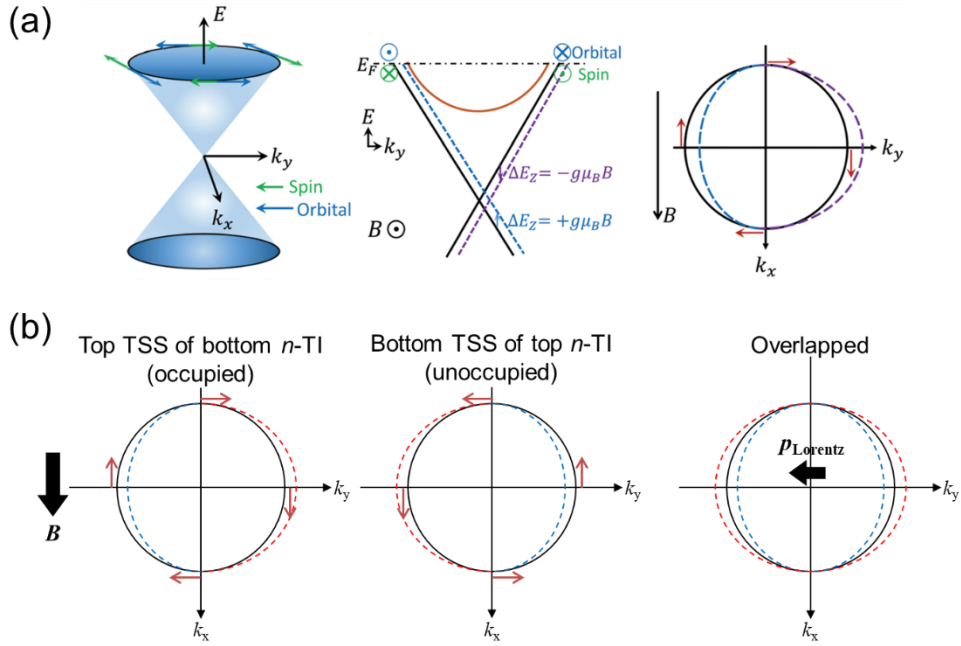 (a)
E
k_y
Spin
Orbital
k_x
E_F
Orbital
Spin
E
k_y
ΔE_Z= −gμ_B B
ΔE_Z= +gμ_B B
B
B
k_y
k_x
(b)
Top TSS of bottom n-TI
(occupied)
Bottom TSS of top n-TI
(unoccupied)
Overlapped
B
k_y
k_x
k_y
k_x
p_Lorentz
k_y
k_x